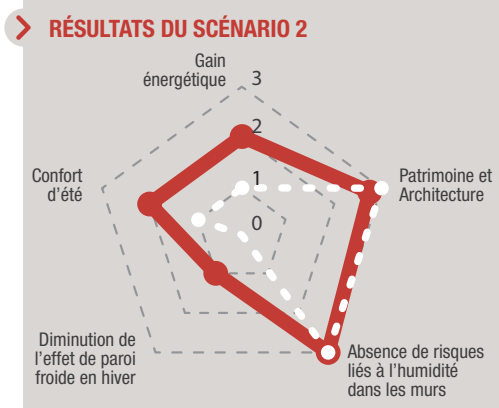 RÉSULTATS DU SCÉNARIO 2
Gain
énergétique
3
2
1
0
Confort
d'été
Patrimoine et
Architecture
Diminution de
l'effet de paroi
froide en hiver
Absence de risques
liés à l'humidité
dans les murs